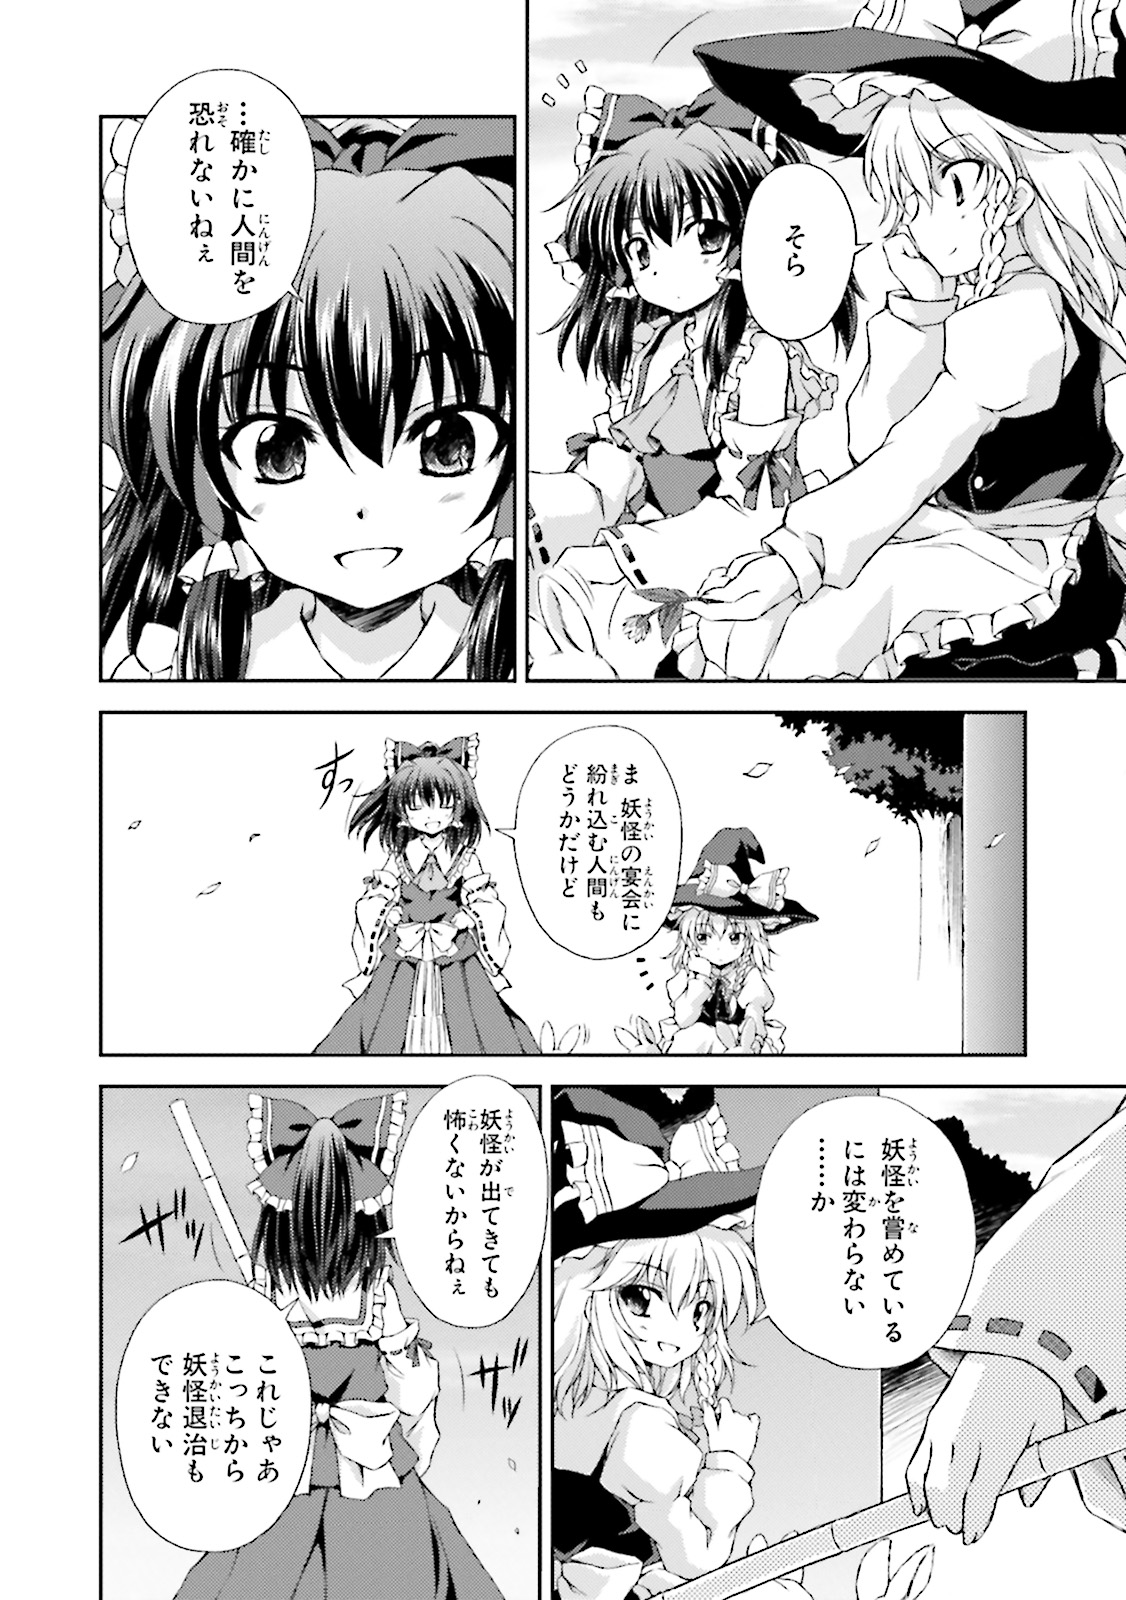 そら
…確かに人間を
恐れないねぇ
ま 妖怪の宴会に
紛れ込む人間も
どうかだけど
すっ
妖怪を嘗めている
には変わらない
……か
妖怪が出てきても
怖くないからねぇ
これじゃあ
こっちから
妖怪退治も
できない